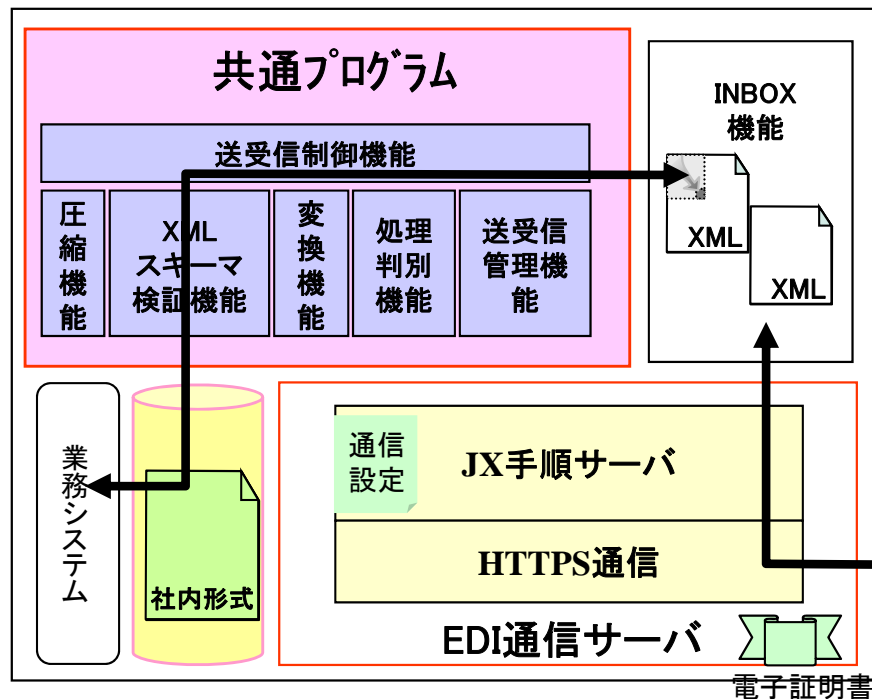 共通プログラム
送受信制御機能
圧
縮
機
能
XML
スキーマ
検証機能
変
換
機
能
処理
判別
機能
送受信
管理機
能
INBOX
機能
XML
XML
業務システム
社内形式
通信
設定
JX手順サーバ
HTTPS通信
EDI通信サーバ
電子証明書